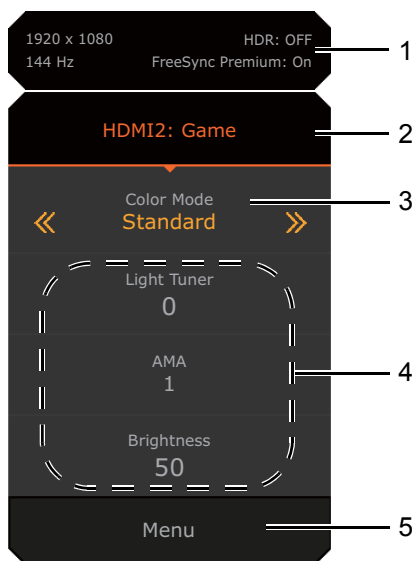 1920 x 1080 HDR: OFF
144 Hz FreeSync Premium: On
1
HDMI2: Game
2
Color Mode
3
Standard
Light Tuner
0
AMA
1
4
Brightness
50
Menu
5